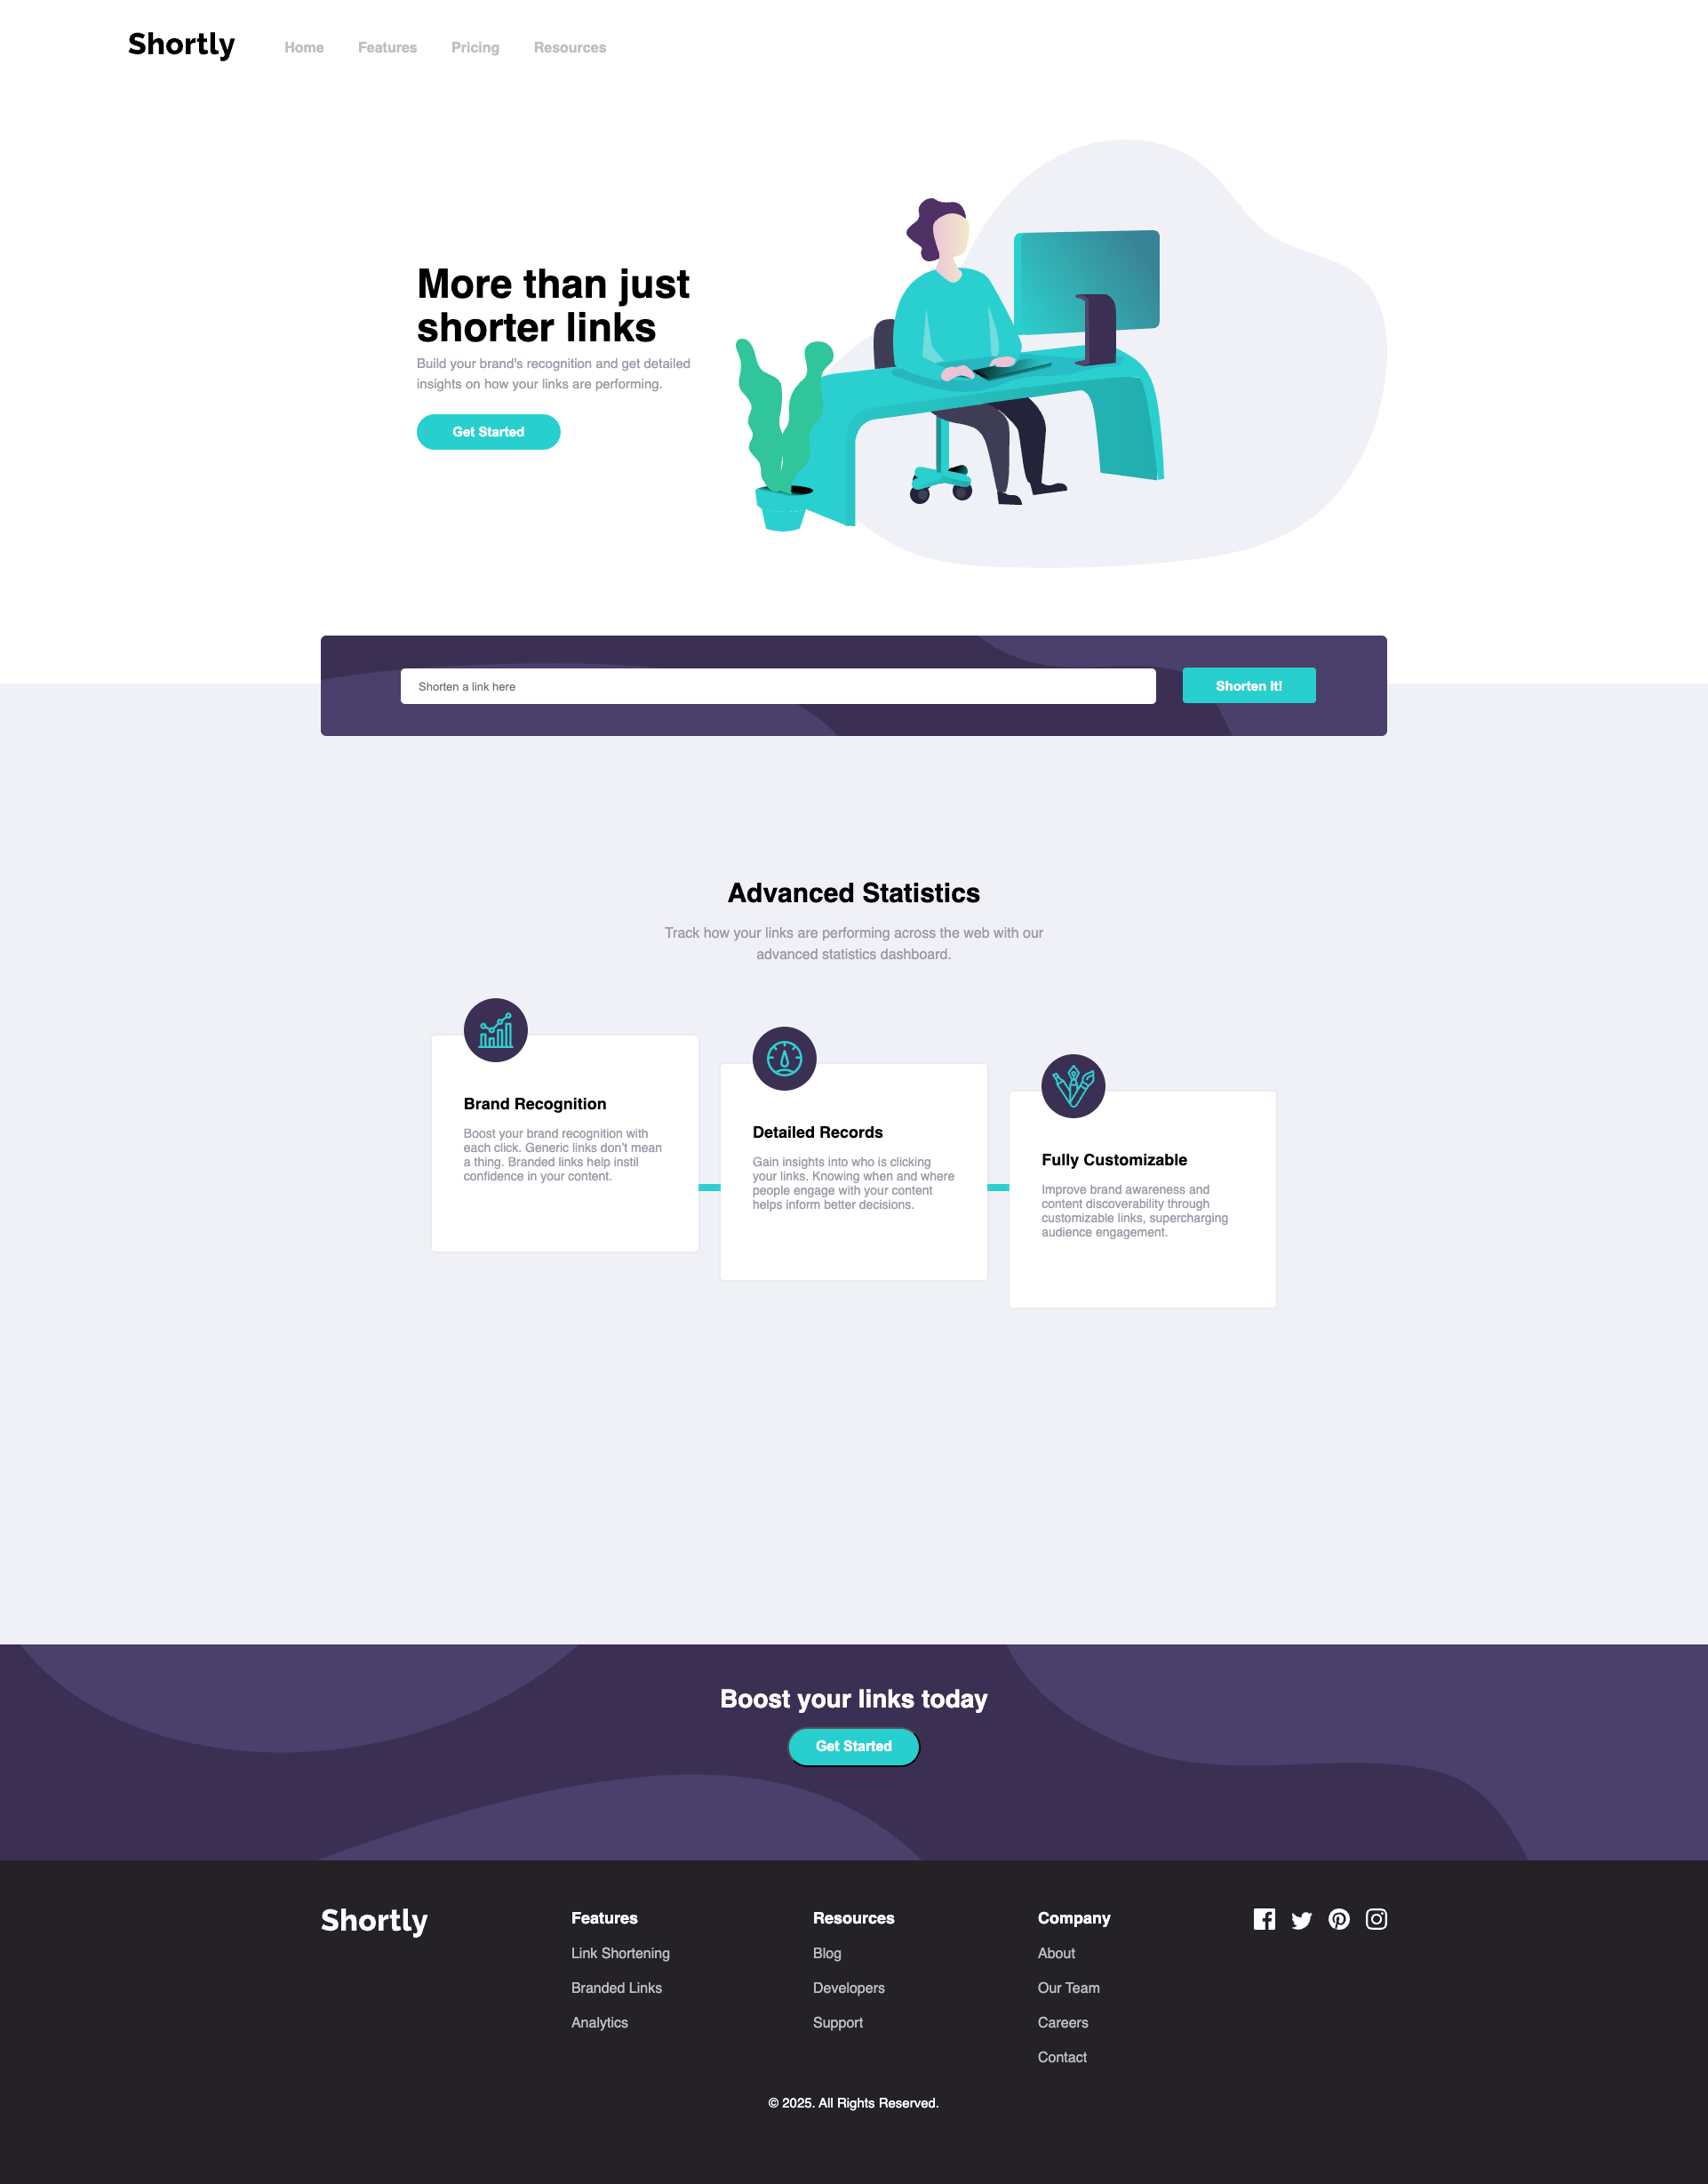 Shortly
Home
Features
Pricing
Resources
More than just
shorter links
Build your brand's recognition and get detailed
insights on how your links are performing.
Get Started
Shorten a link here
Shorten It!
Advanced Statistics
Track how your links are performing across the web with our
advanced statistics dashboard.
Brand Recognition
Boost your brand recognition with
each click. Generic links don't mean
a thing. Branded links help instil
confidence in your content.
Detailed Records
Gain insights into who is clicking
your links. Knowing when and where
people engage with your content
helps inform better decisions.
Fully Customizable
Improve brand awareness and
content discoverability through
customizable links, supercharging
audience engagement.
Boost your links today
Get Started
Shortly
Features
Link Shortening
Branded Links
Analytics
Resources
Blog
Developers
Support
Company
About
Our Team
Careers
Contact
© 2025. All Rights Reserved.